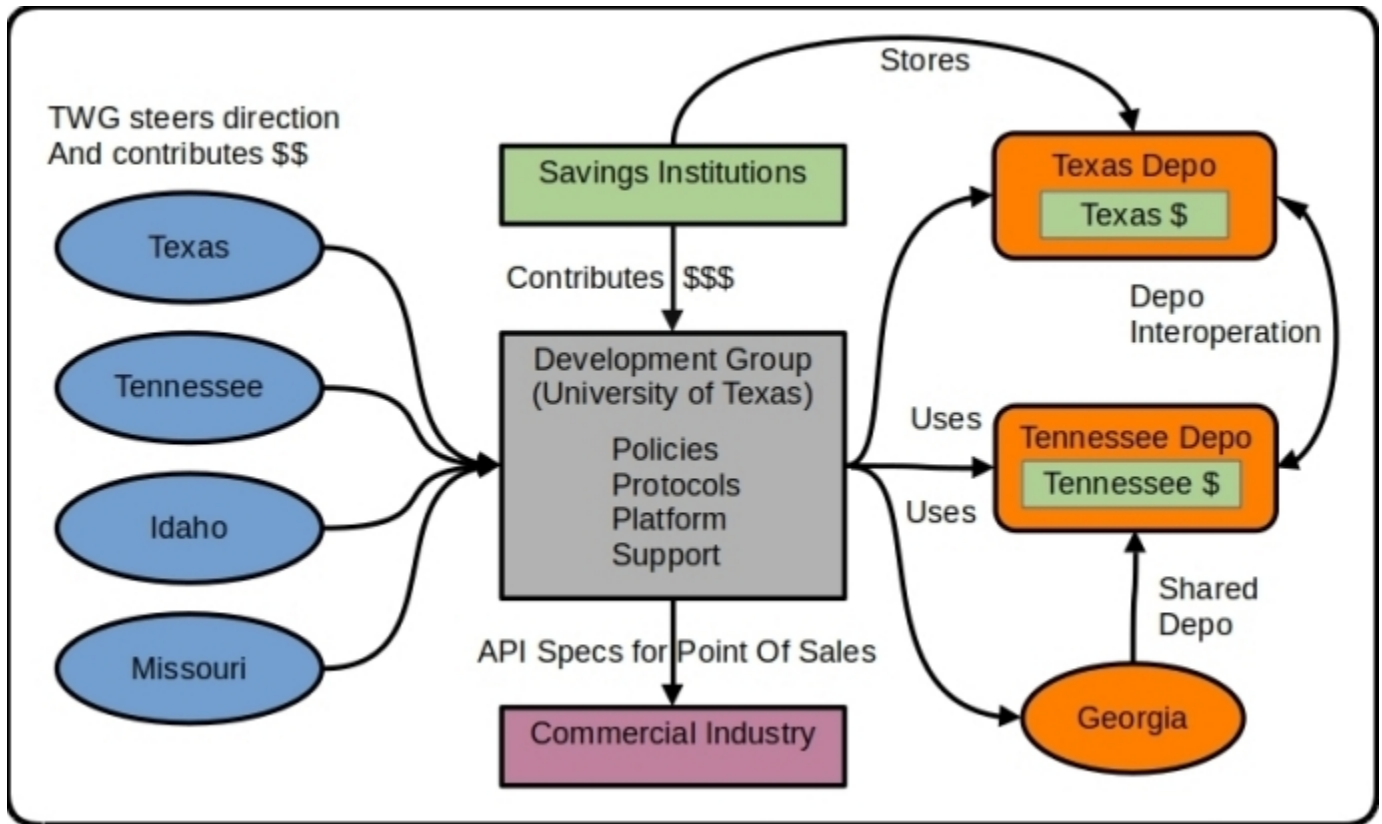 TWG steers direction
And contributes $$
Texas
Tennessee
Idaho
Missouri
Savings Institutions
Contributes $$$
Development Group
(University of Texas)
Policies
Protocols
Platform
Support
API Specs for Point Of Sales
Commercial Industry
Stores
Texas Depo
Texas $
Depo
Interoperation
Uses
Tennessee Depo
Tennessee $
Uses
Shared
Depo
Georgia